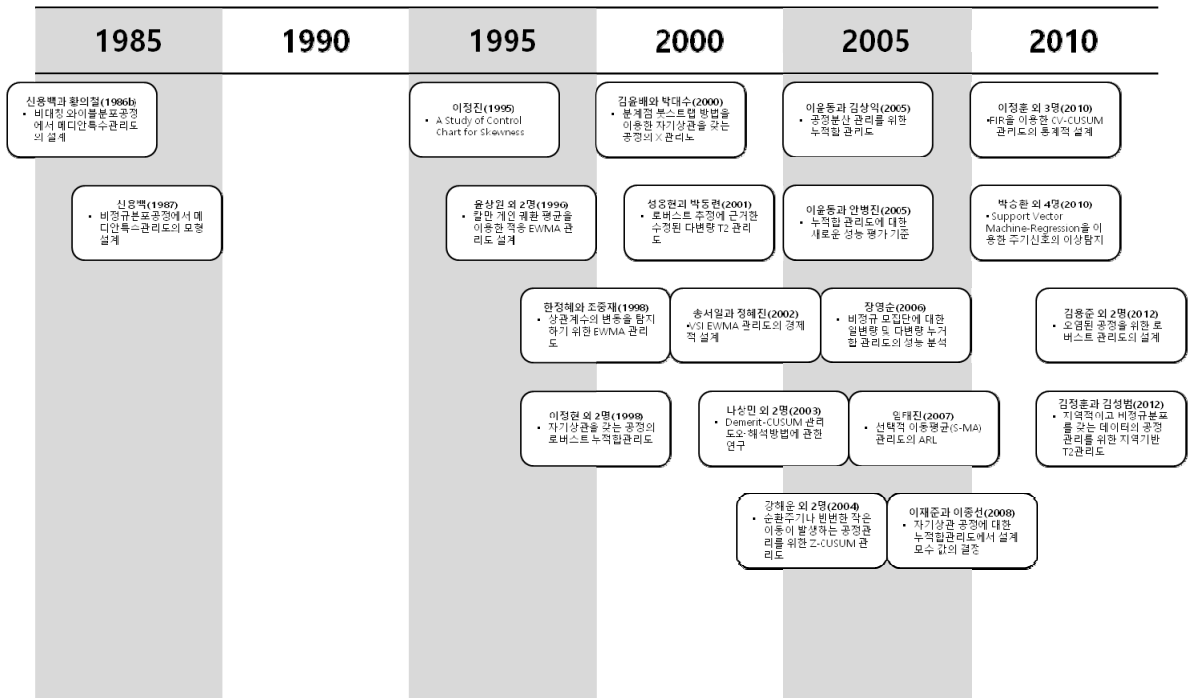 1985 1990 1995 2000 2005 2010
신용백과 황의철(1986b)
• 비대칭 와이블분포공정
에서 메디안특수관리도
의 설계
이정진(1995)
• A Study of Control
Chart for Skewness
김윤배와 박대수(2000)
• 분계점 붓스트랩 방법을
이용한 자기상관을 갖는
공정의 X 관리도
이윤동과 김상익(2005)
• 공정분산 관리를 위한
누적합 관리도
이정훈 외 3명(2010)
•FIR을 이용한 CV-CUSUM
관리도의 통계적 설계
신용백(1987)
• 비정규분포공정에서 메
디안특수관리도의 모형
설계
윤상원 외 2명(1996)
• 칼만 게인 궤환 평균을
이용한 적응 EWMA 관
리도 설계
성웅현과 박동련(2001)
• 로버스트 추정에 근거한
수정된 다변량 T2 관리
도
이윤동과 안병진(2005)
• 누적합 관리도에 대한
새로운 성능 평가 기준
박승환 외 4명(2010)
•Support Vector
Machine-Regression을 이
용한 주기신호의 이상탐지
한정혜와 조중재(1998)
• 상관계수의 변동을 탐지
하기 위한 EWMA 관리
도
송서일과 정혜진(2002)
•VSI EWMA 관리도의 경제
적 설계
장영순(2006)
• 비정규 모집단에 대한
일변량 및 다변량 누거
합 관리도의 성능 분석
김용준 외 2명(2012)
• 오염된 공정을 위한 로
버스트 관리도의 설계
이정현 외 2명(1998)
• 자기상관을 갖는 공정의
로버스트 누적합관리도
나상민 외 2명(2003)
• Demerit-CUSUM 관리
도와 해석방법에 관한
연구
임태진(2007)
• 선택적 이동평균(S-MA)
관리도의 ARL
김정훈과 김성범(2012)
• 지역적이고 비정규분포
를 갖는 데이터의 공정
관리를 위한 지역기반
T2관리도
강해운 외 2명(2004)
• 순환주기나 빈번한 작은
이동이 발생하는 공정관
리를 위한 Z-CUSUM 관
리도
이재준과 이종선(2008)
• 자기상관 공정에 대한
누적합관리도에서 설계
모수 값의 결정